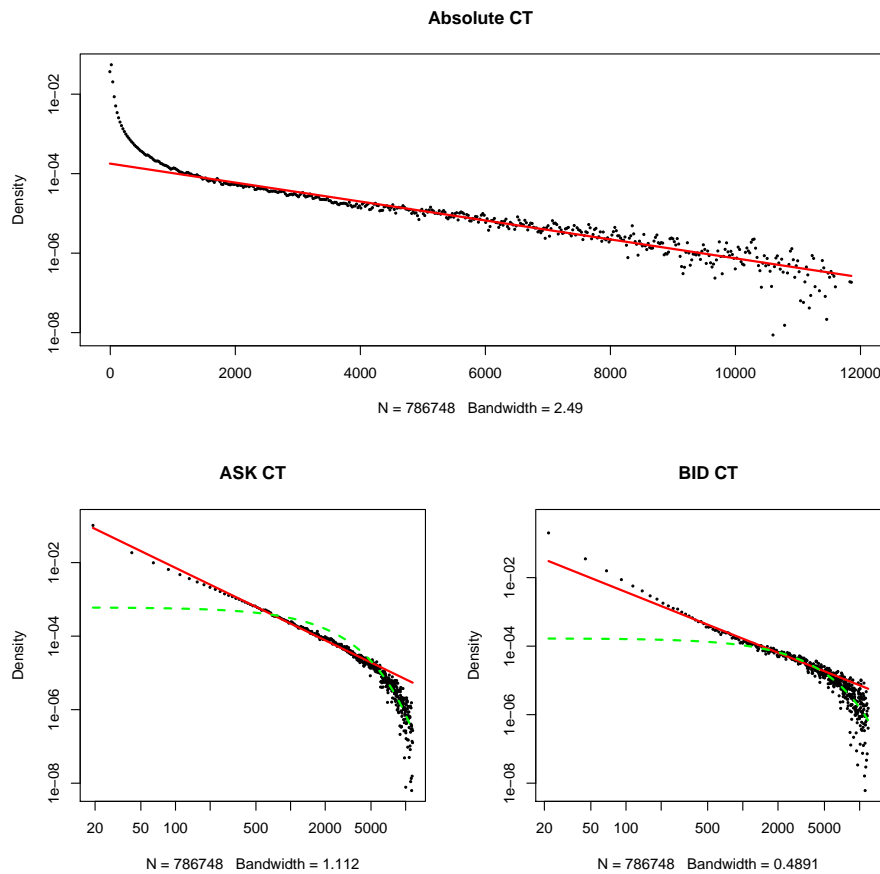 Absolute CT
Density
1e-02
1e-04
1e-06
1e-08
0 2000 4000 6000 8000 10000 12000
N = 786748 Bandwidth = 2.49
ASK CT
Density
1e-02
1e-04
1e-06
1e-08
20 50 100 500 2000 5000
N = 786748 Bandwidth = 1.112
BID CT
Density
1e-02
1e-04
1e-06
1e-08
20 50 100 500 2000 5000
N = 786748 Bandwidth = 0.4891